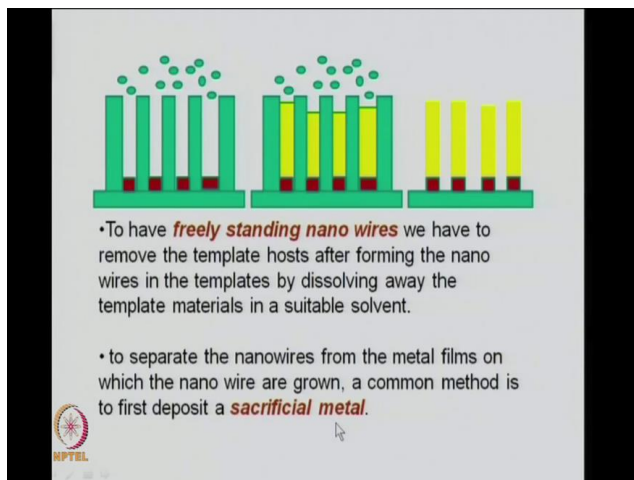 •To have freely standing nano wires we have to
remove the template hosts after forming the nano
wires in the templates by dissolving away the
template materials in a suitable solvent.
• to separate the nanowires from the metal films on
which the nano wire are grown, a common method is
to first deposit a sacrificial metal.
NPTEL